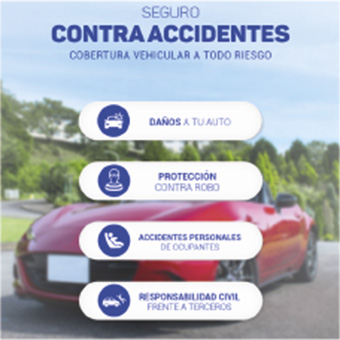 SEGURO
CONTRA ACCIDENTES
COBERTURA VEHICULAR A TODO RIESGO
DAÑOS A TU AUTO
PROTECCIÓN
CONTRA ROBO
ACCIDENTES PERSONALES
DE OCUPANTES
RESPONSABILIDAD CIVIL
FRENTE A TERCEROS